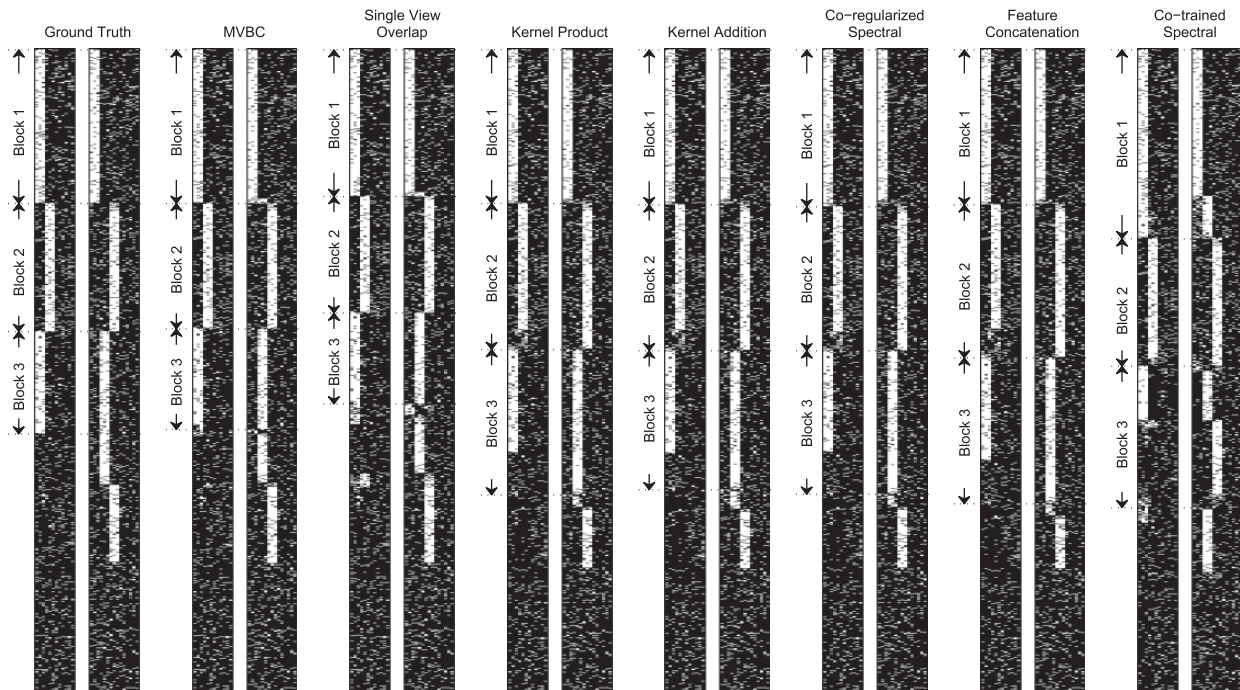 Ground Truth
MVBC
Single View
Overlap
Kernel Product
Kernel Addition
Co−regularized
Spectral
Feature
Concatenation
Co−trained
Spectral
Block 1
Block 2
Block 3
Block 1
Block 2
Block 3
Block 1
Block 2
Block 3
Block 1
Block 2
Block 3
Block 1
Block 2
Block 3
Block 1
Block 2
Block 3
Block 1
Block 2
Block 3
Block 1
Block 2
Block 3